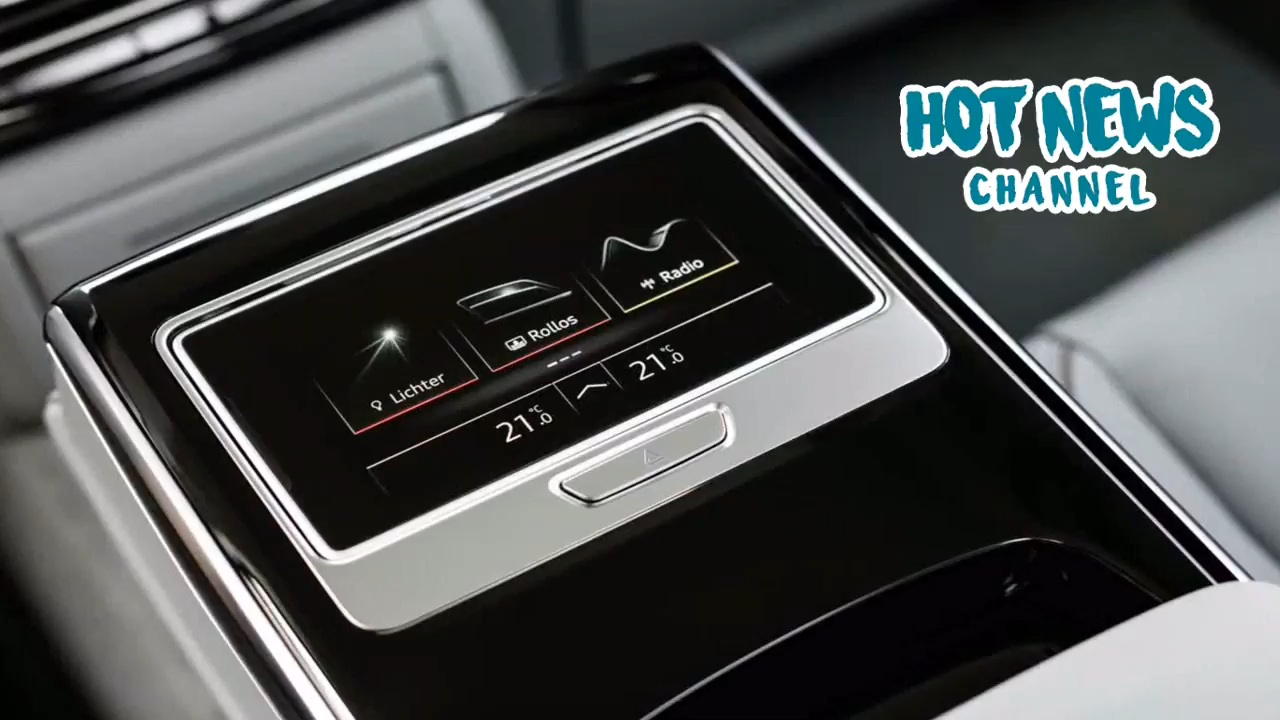 HOT NEWS
CHANNEL
Lichter
Rollos
Radio
21.0 °C
21.0 °C